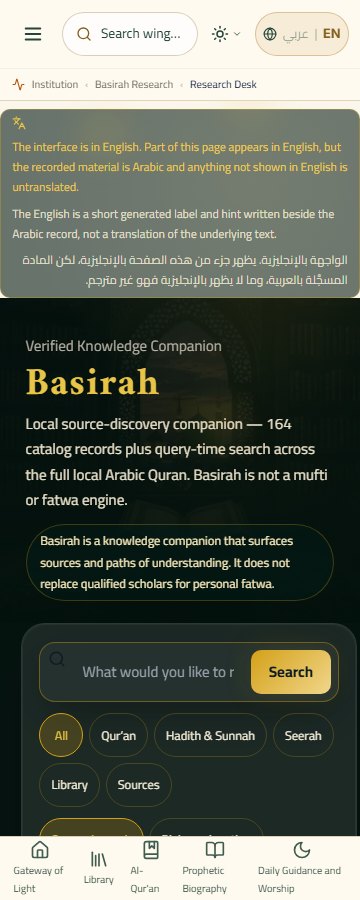 Search wing...
عربي | EN
Institution ‹ Basirah Research ‹ Research Desk
The interface is in English. Part of this page appears in English, but
the recorded material is Arabic and anything not shown in English is
untranslated.
The English is a short generated label and hint written beside the
Arabic record, not a translation of the underlying text.
الواجهة بالإنجليزية. يظهر جزء من هذه الصفحة بالإنجليزية، لكن المادة
المسجَّلة بالعربية، وما لا يظهر بالإنجليزية فهو غير مترجم.
Verified Knowledge Companion
Basirah
Local source-discovery companion — 164
catalog records plus query-time search across
the full local Arabic Quran. Basirah is not a mufti
or fatwa engine.
Basirah is a knowledge companion that surfaces
sources and paths of understanding. It does not
replace qualified scholars for personal fatwa.
What would you like to r Search
All Qur'an Hadith & Sunnah Seerah
Library Sources
Gateway of Light
Library
Al-Qur'an
Prophetic Biography
Daily Guidance and Worship